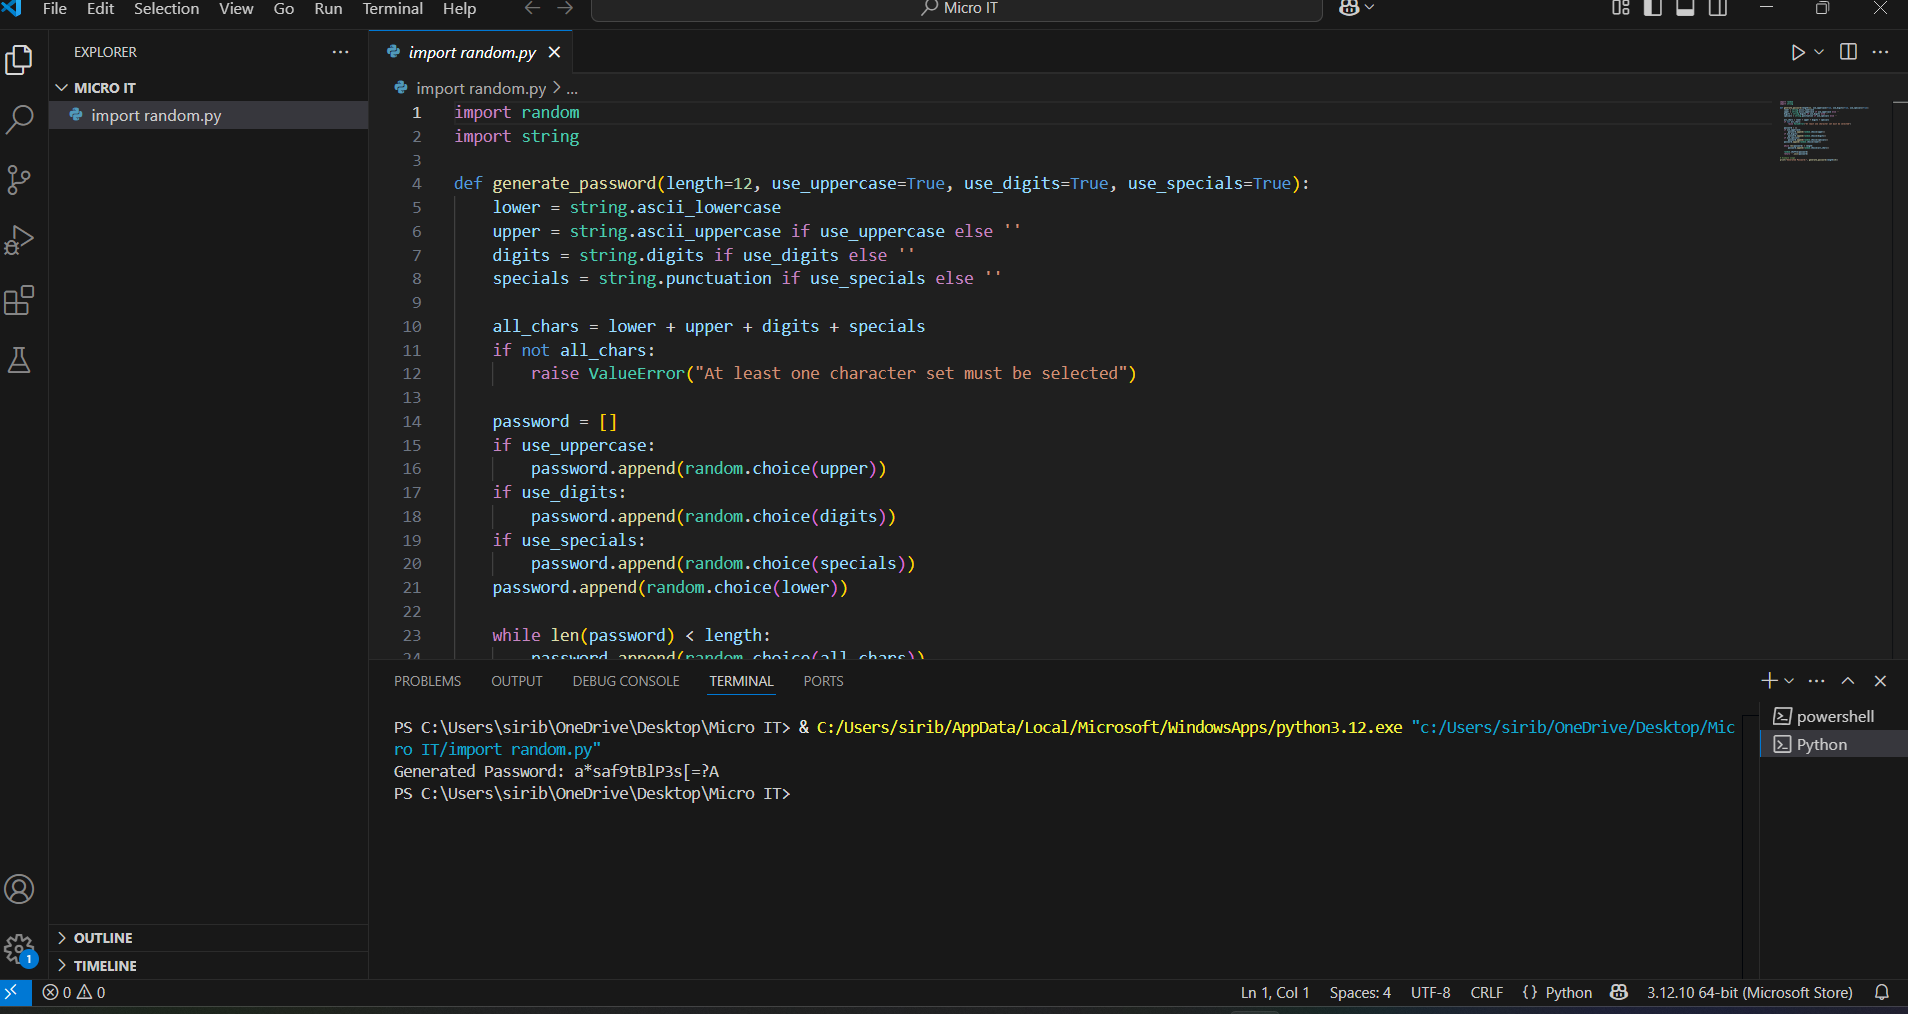 File Edit Selection View Go Run Terminal Help
Micro IT
EXPLORER
MICRO IT
import random.py
import random.py
import random.py > ...
1 import random
2 import string
3
4 def generate_password(length=12, use_uppercase=True, use_digits=True, use_specials=True):
5 lower = string.ascii_lowercase
6 upper = string.ascii_uppercase if use_uppercase else ''
7 digits = string.digits if use_digits else ''
8 specials = string.punctuation if use_specials else ''
9
10 all_chars = lower + upper + digits + specials
11 if not all_chars:
12 raise ValueError("At least one character set must be selected")
13
14 password = []
15 if use_uppercase:
16 password.append(random.choice(upper))
17 if use_digits:
18 password.append(random.choice(digits))
19 if use_specials:
20 password.append(random.choice(specials))
21 password.append(random.choice(lower))
22
23 while len(password) < length:
24 password.append(random.choice(all_chars))
PROBLEMS OUTPUT DEBUG CONSOLE TERMINAL PORTS
PS C:\Users\sirib\OneDrive\Desktop\Micro IT> & C:/Users/sirib/AppData/Local/Microsoft/WindowsApps/python3.12.exe "c:/Users/sirib/OneDrive/Desktop/Mic
ro IT/import random.py"
Generated Password: a*saf9tBlP3s[=?A
PS C:\Users\sirib\OneDrive\Desktop\Micro IT>
powershell
Python
OUTLINE
TIMELINE
1
0 0
Ln 1, Col 1 Spaces: 4 UTF-8 CRLF {} Python 3.12.10 64-bit (Microsoft Store)